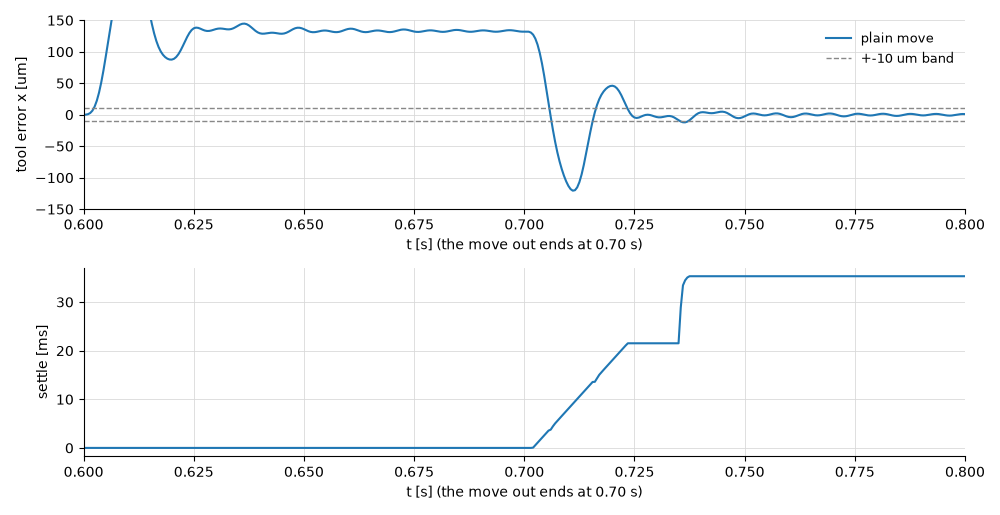 150
100
50
0
−50
−100
−150
tool error x [um]
plain move
+-10 um band
0.600 0.625 0.650 0.675 0.700 0.725 0.750 0.775 0.800
t [s] (the move out ends at 0.70 s)
30
20
10
0
settle [ms]
0.600 0.625 0.650 0.675 0.700 0.725 0.750 0.775 0.800
t [s] (the move out ends at 0.70 s)